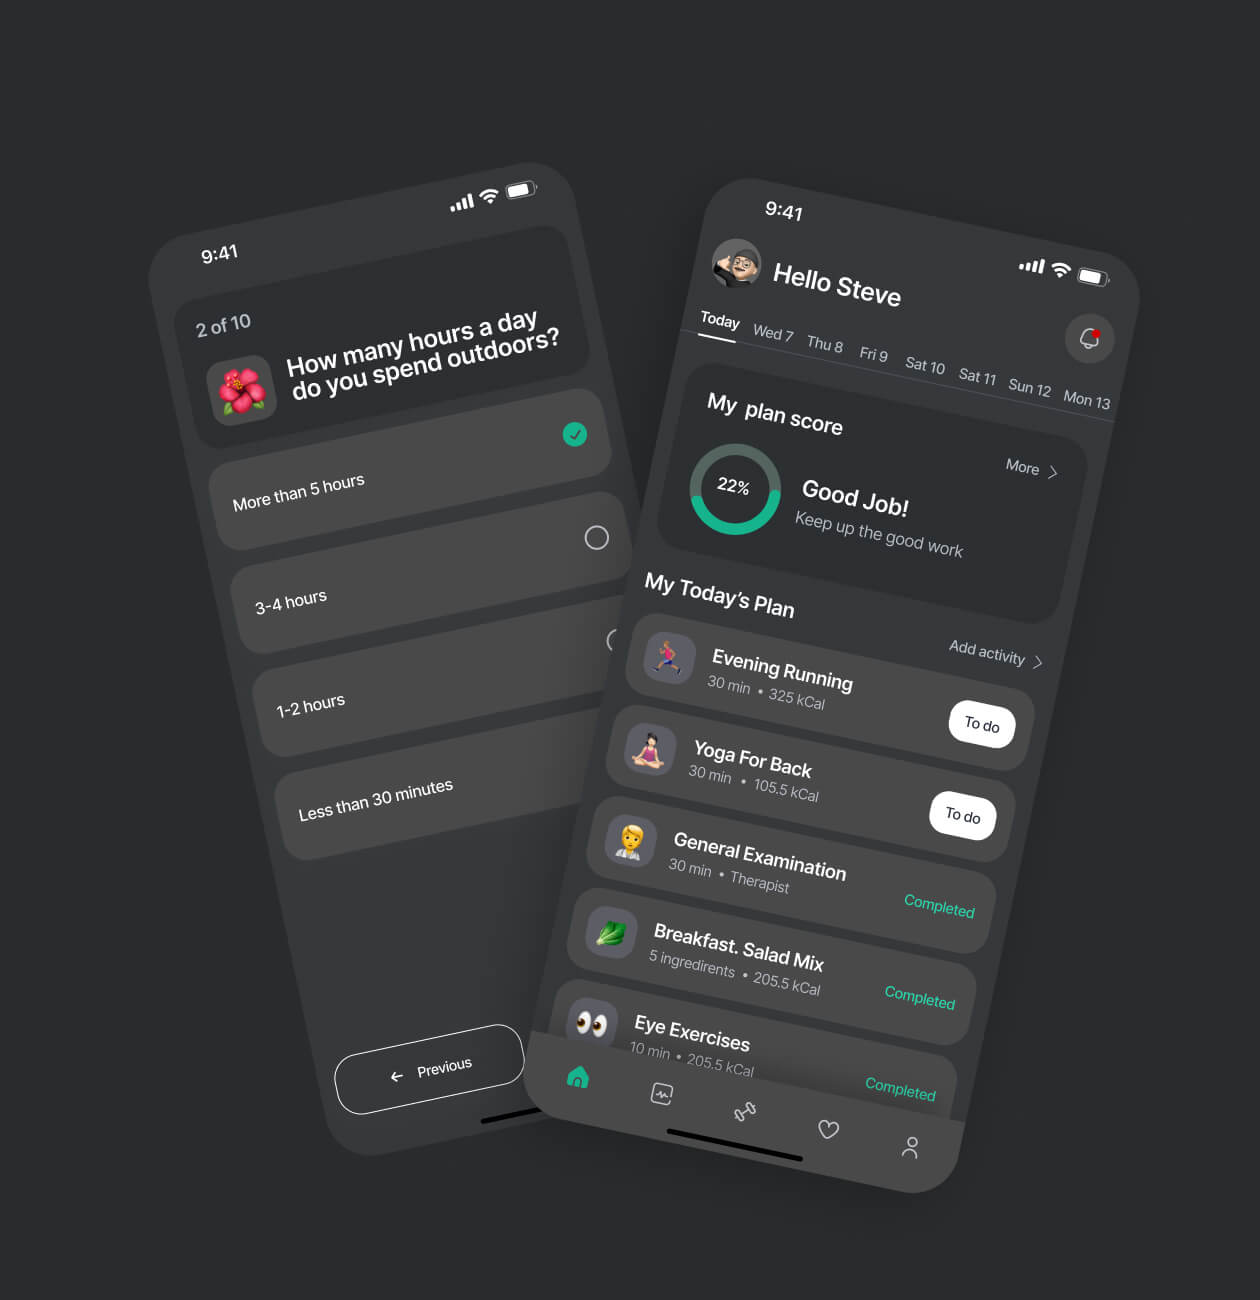 9:41
2 of 10
How many hours a day
do you spend outdoors?
More than 5 hours
3-4 hours
1-2 hours
Less than 30 minutes
← Previous
9:41
Hello Steve
Today Wed 7 Thu 8 Fri 9 Sat 10 Sat 11 Sun 12 Mon 13
My plan score
More
22%
Good Job!
Keep up the good work
My Today's Plan
Add activity
Evening Running
30 min • 325 kCal
To do
Yoga For Back
30 min • 105.5 kCal
To do
General Examination
30 min • Therapist
Completed
Breakfast. Salad Mix
5 ingredirents • 205.5 kCal
Completed
Eye Exercises
10 min • 205.5 kCal
Completed